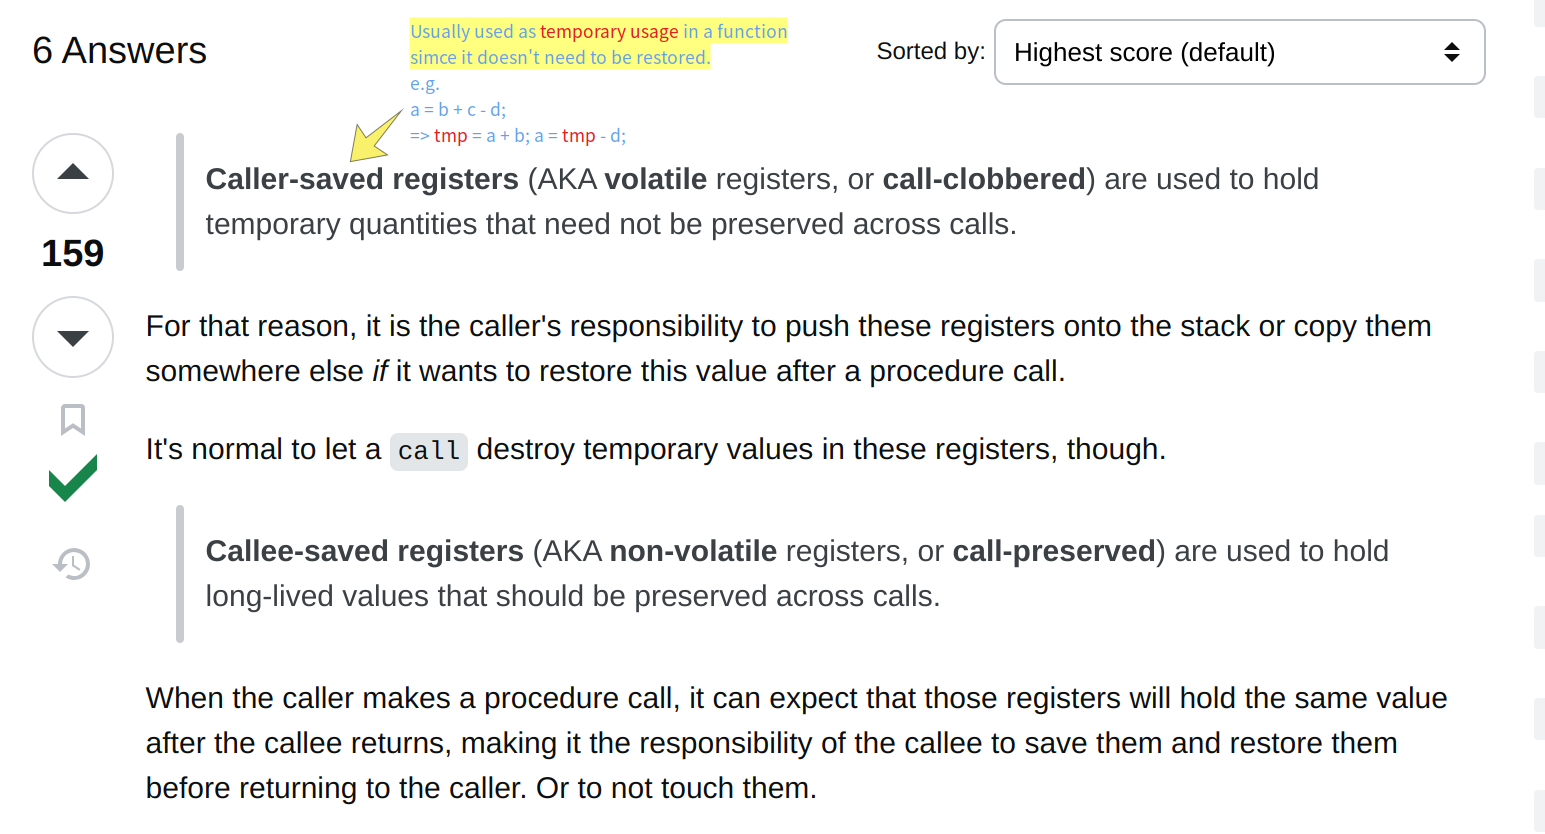 6 Answers
Usually used as temporary usage in a function
simce it doesn't need to be restored.
e.g.
a = b + c - d;
=> tmp = a + b; a = tmp - d;
Sorted by:
Highest score (default)
Caller-saved registers (AKA volatile registers, or call-clobbered) are used to hold
temporary quantities that need not be preserved across calls.
159
For that reason, it is the caller's responsibility to push these registers onto the stack or copy them
somewhere else if it wants to restore this value after a procedure call.
It's normal to let a call destroy temporary values in these registers, though.
Callee-saved registers (AKA non-volatile registers, or call-preserved) are used to hold
long-lived values that should be preserved across calls.
When the caller makes a procedure call, it can expect that those registers will hold the same value
after the callee returns, making it the responsibility of the callee to save them and restore them
before returning to the caller. Or to not touch them.